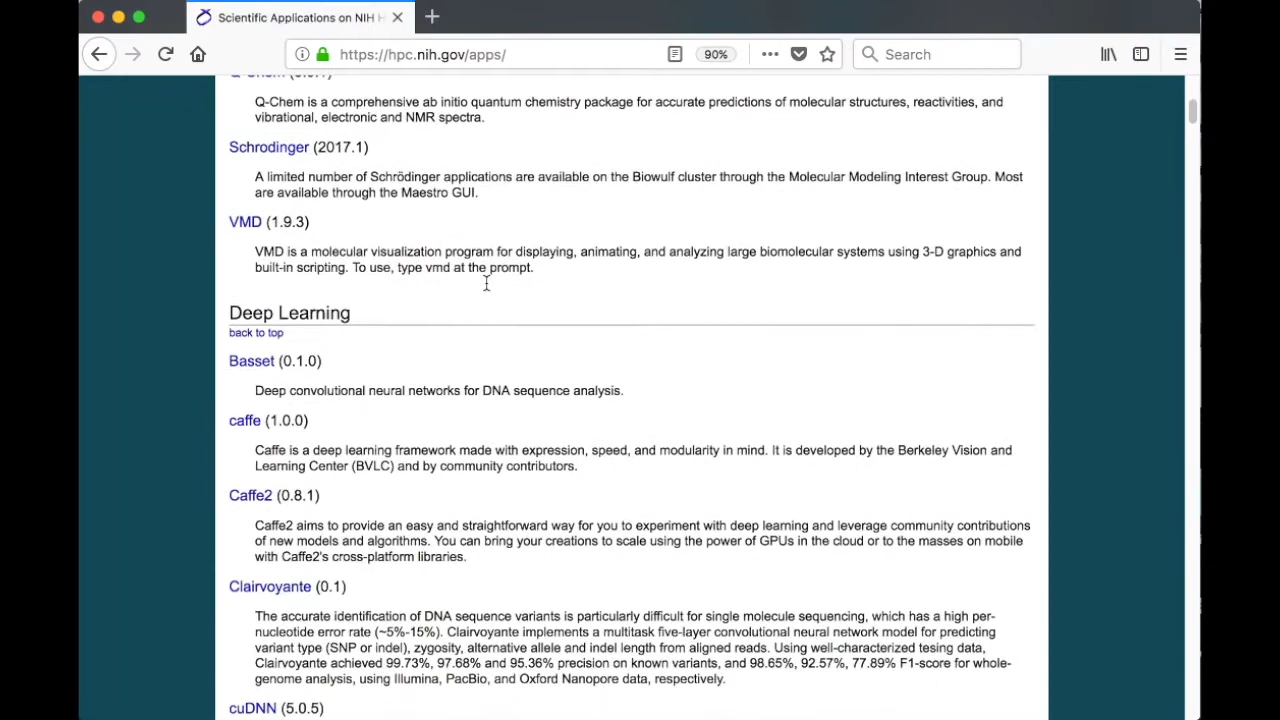 Scientific Applications on NIH H
https://hpc.nih.gov/apps/
90%
Search
Q-Chem is a comprehensive ab initio quantum chemistry package for accurate predictions of molecular structures, reactivities, and
vibrational, electronic and NMR spectra.
Schrodinger (2017.1)
A limited number of Schrödinger applications are available on the Biowulf cluster through the Molecular Modeling Interest Group. Most
are available through the Maestro GUI.
VMD (1.9.3)
VMD is a molecular visualization program for displaying, animating, and analyzing large biomolecular systems using 3-D graphics and
built-in scripting. To use, type vmd at the prompt.
Deep Learning
back to top
Basset (0.1.0)
Deep convolutional neural networks for DNA sequence analysis.
caffe (1.0.0)
Caffe is a deep learning framework made with expression, speed, and modularity in mind. It is developed by the Berkeley Vision and
Learning Center (BVLC) and by community contributors.
Caffe2 (0.8.1)
Caffe2 aims to provide an easy and straightforward way for you to experiment with deep learning and leverage community contributions
of new models and algorithms. You can bring your creations to scale using the power of GPUs in the cloud or to the masses on mobile
with Caffe2's cross-platform libraries.
Clairvoyante (0.1)
The accurate identification of DNA sequence variants is particularly difficult for single molecule sequencing, which has a high per-
nucleotide error rate (~5%-15%). Clairvoyante implements a multitask five-layer convolutional neural network model for predicting
variant type (SNP or indel), zygosity, alternative allele and indel length from aligned reads. Using well-characterized tesing data,
Clairvoyante achieved 99.73%, 97.68% and 95.36% precision on known variants, and 98.65%, 92.57%, 77.89% F1-score for whole-
genome analysis, using Illumina, PacBio, and Oxford Nanopore data, respectively.
cuDNN (5.0.5)